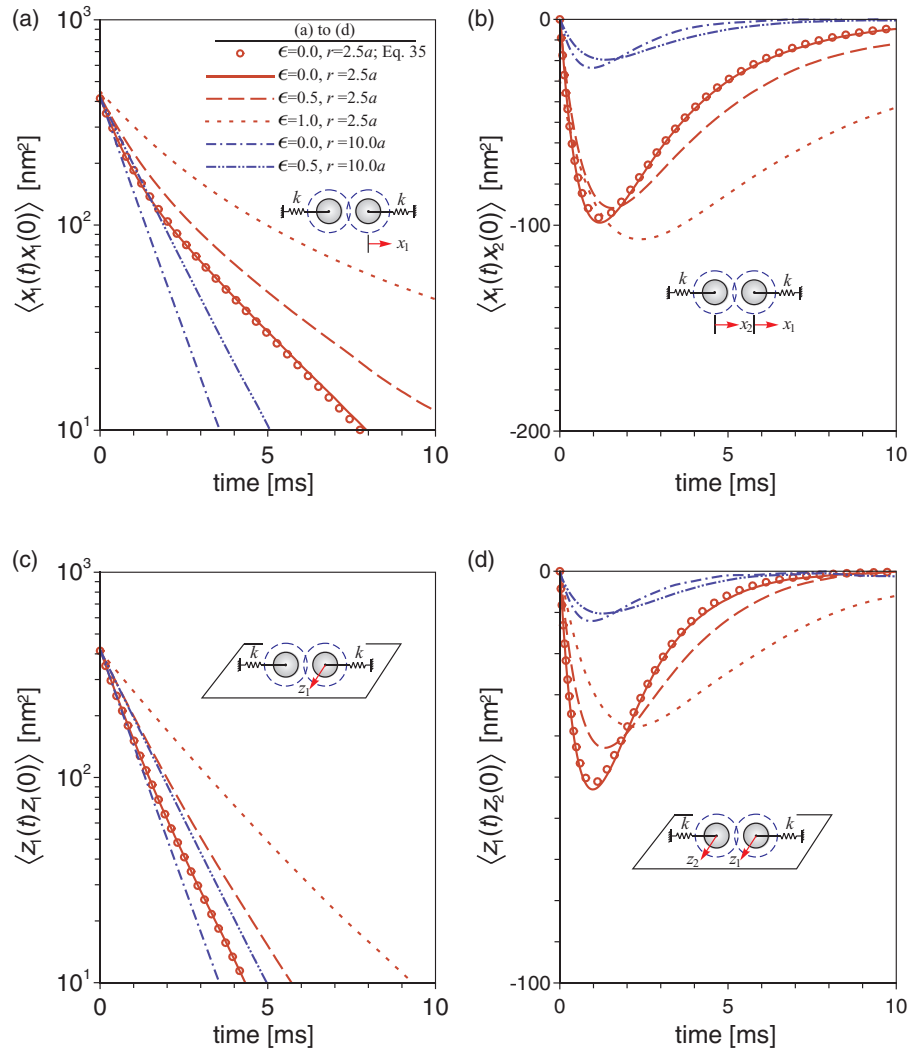 (a)
10³
10²
10¹
⟨x₁(t)x₁(0)⟩ [nm²]
(a) to (d)
ϵ=0.0, r=2.5a; Eq. 35
ϵ=0.0, r=2.5a
ϵ=0.5, r=2.5a
ϵ=1.0, r=2.5a
ϵ=0.0, r=10.0a
ϵ=0.5, r=10.0a
k
k
x₁
0
5
10
time [ms]
(b)
0
-100
-200
⟨x₁(t)x₂(0)⟩ [nm²]
k
k
x₂
x₁
0
5
10
time [ms]
(c)
10³
10²
10¹
⟨z₁(t)z₁(0)⟩ [nm²]
k
k
z₁
0
5
10
time [ms]
(d)
0
-100
⟨z₁(t)z₂(0)⟩ [nm²]
k
k
z₂
z₁
0
5
10
time [ms]